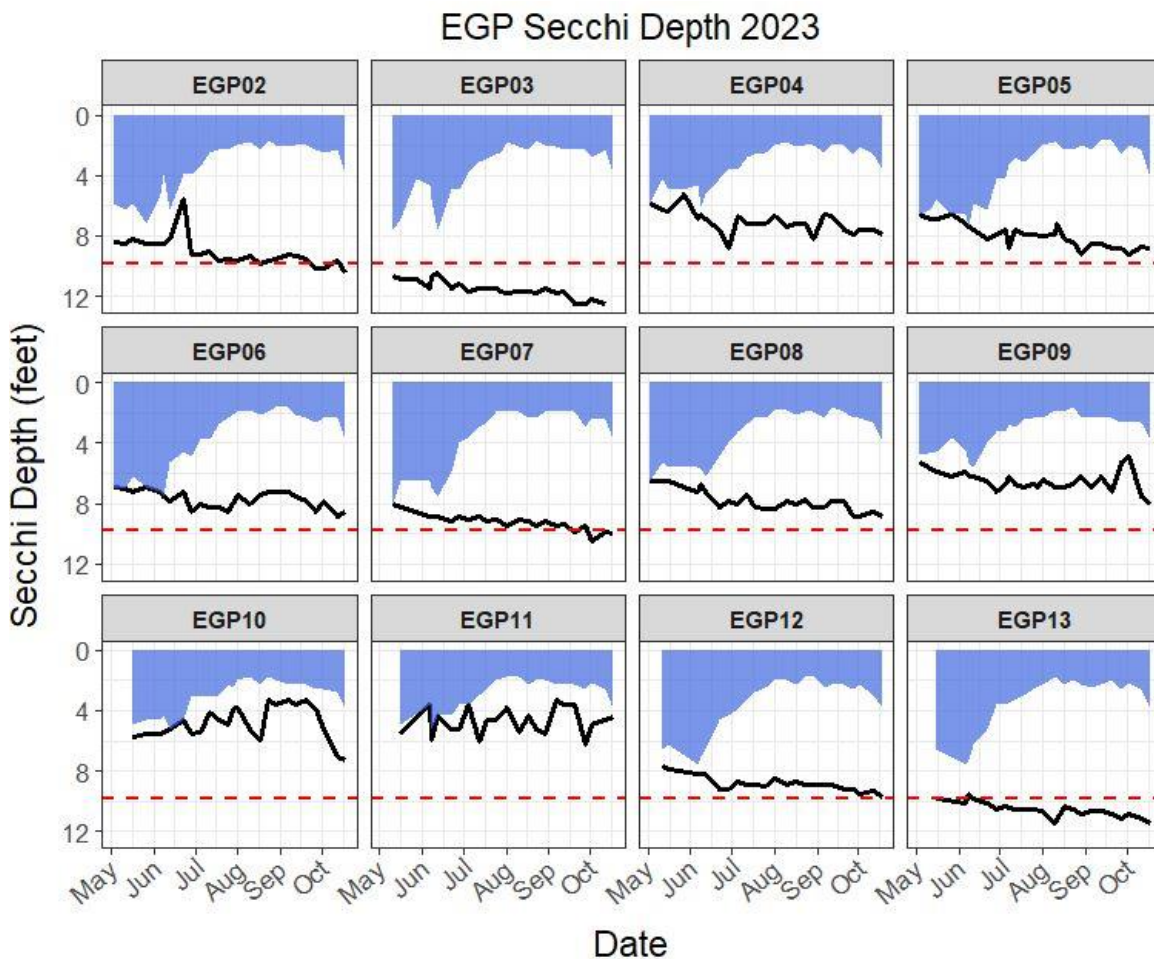 EGP Secchi Depth 2023
EGP02 EGP03 EGP04 EGP05
0
4
8
12
EGP06 EGP07 EGP08 EGP09
0
4
8
12
EGP10 EGP11 EGP12 EGP13
0
4
8
12
Secchi Depth (feet)
May Jun Jul Aug Sep Oct May Jun Jul Aug Sep Oct May Jun Jul Aug Sep Oct May Jun Jul Aug Sep Oct
Date